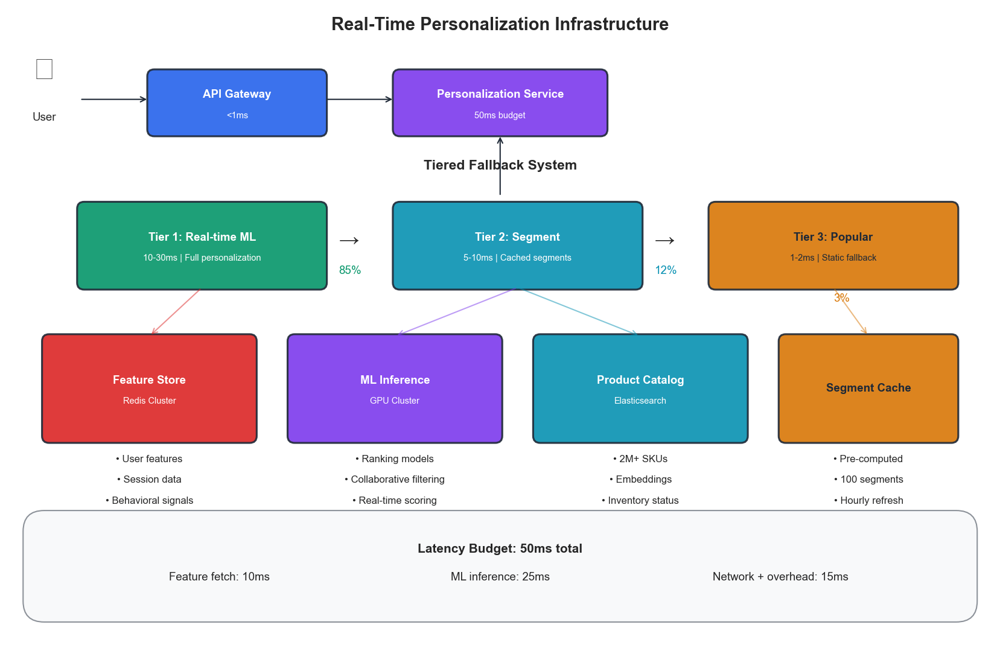 Real-Time Personalization Infrastructure
User
API Gateway
<1ms
Personalization Service
50ms budget
Tiered Fallback System
Tier 1: Real-time ML
10-30ms | Full personalization
→
85%
Tier 2: Segment
5-10ms | Cached segments
→
12%
Tier 3: Popular
1-2ms | Static fallback
3%
Feature Store
Redis Cluster
• User features
• Session data
• Behavioral signals
ML Inference
GPU Cluster
• Ranking models
• Collaborative filtering
• Real-time scoring
Product Catalog
Elasticsearch
• 2M+ SKUs
• Embeddings
• Inventory status
Segment Cache
• Pre-computed
• 100 segments
• Hourly refresh
Latency Budget: 50ms total
Feature fetch: 10ms
ML inference: 25ms
Network + overhead: 15ms